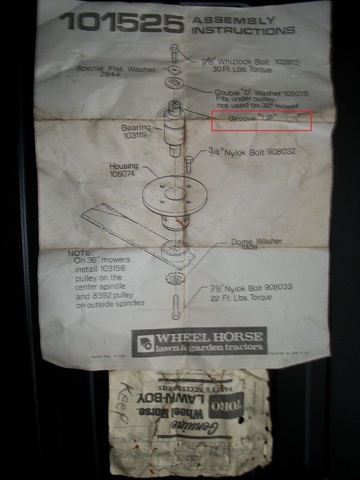 101525 ASSEMBLY
INSTRUCTIONS
7/8" Whizlock Bolt 102972
30 Ft. Lbs. Torque
Special Flat Washer
2844
Double "D" Washer 105075
Fits under pulley,
not used on 32" mower
Groove "UP"
Bearing
103119
3/4" Nylok Bolt 908032
Housing
105074
Dome Washer
NOTE:
On 36" mowers
install 103156
pulley on the
center spindle
and 8392 pulley
on outside spindles
7/8" Nylok Bolt 908033
22 Ft. Lbs. Torque
WHEEL HORSE
lawn & garden tractors
Keep
Genuine
Wheel Horse
LAWN-BOY
TORO
PARTS & ACCESSORIES